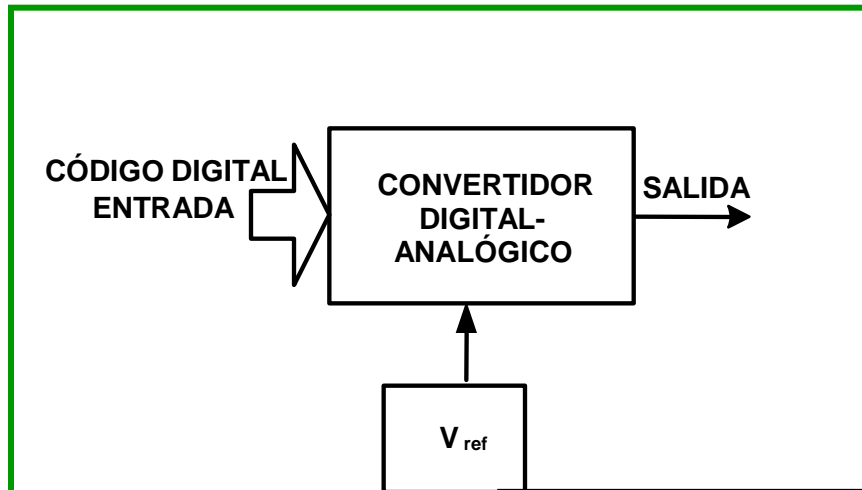 CÓDIGO DIGITAL
ENTRADA
CONVERTIDOR
DIGITAL-
ANALÓGICO
SALIDA
V ref